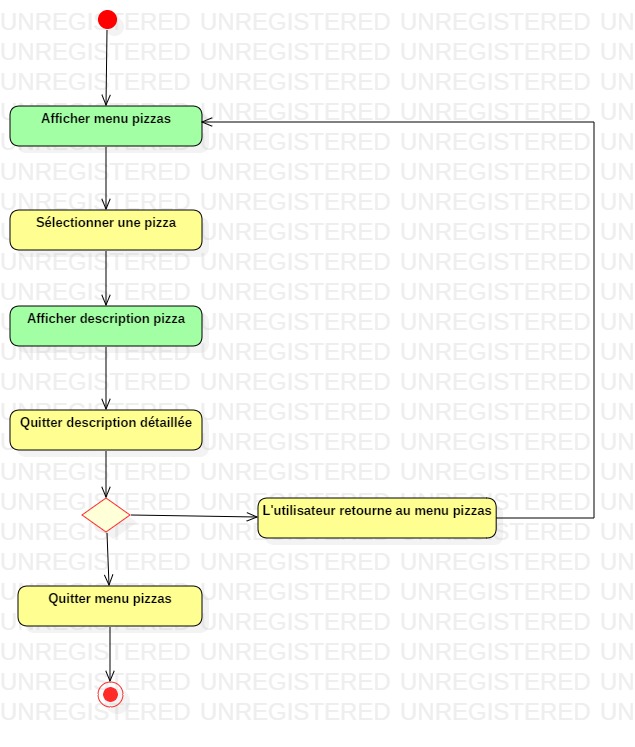 Afficher menu pizzas
Sélectionner une pizza
Afficher description pizza
Quitter description détaillée
L'utilisateur retourne au menu pizzas
Quitter menu pizzas
UNREGISTERED UNREGISTERED UNREGISTERED UN